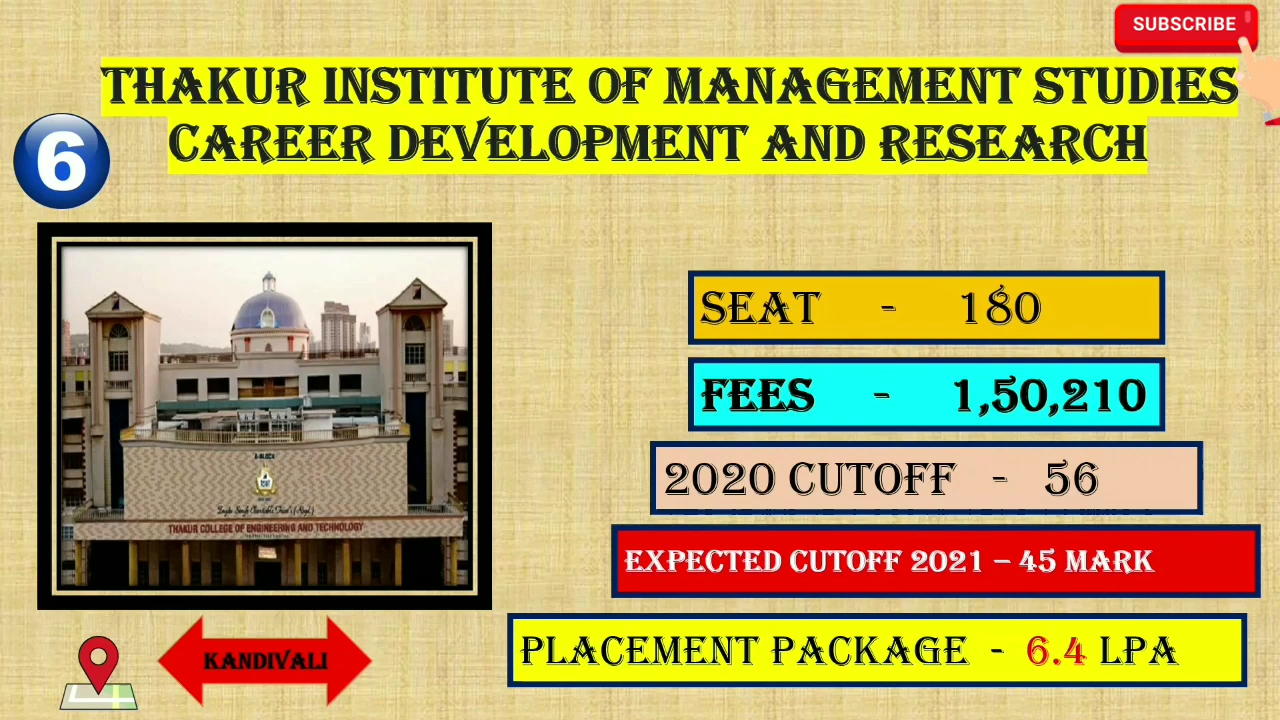 SUBSCRIBE
THAKUR INSTITUTE OF MANAGEMENT STUDIES
CAREER DEVELOPMENT AND RESEARCH
6
SEAT - 180
FEES - 1,50,210
2020 CUTOFF - 56
EXPECTED CUTOFF 2021 – 45 MARK
PLACEMENT PACKAGE - 6.4 LPA
A-BLOCK
THAKUR COLLEGE OF ENGINEERING AND TECHNOLOGY
KANDIVALI